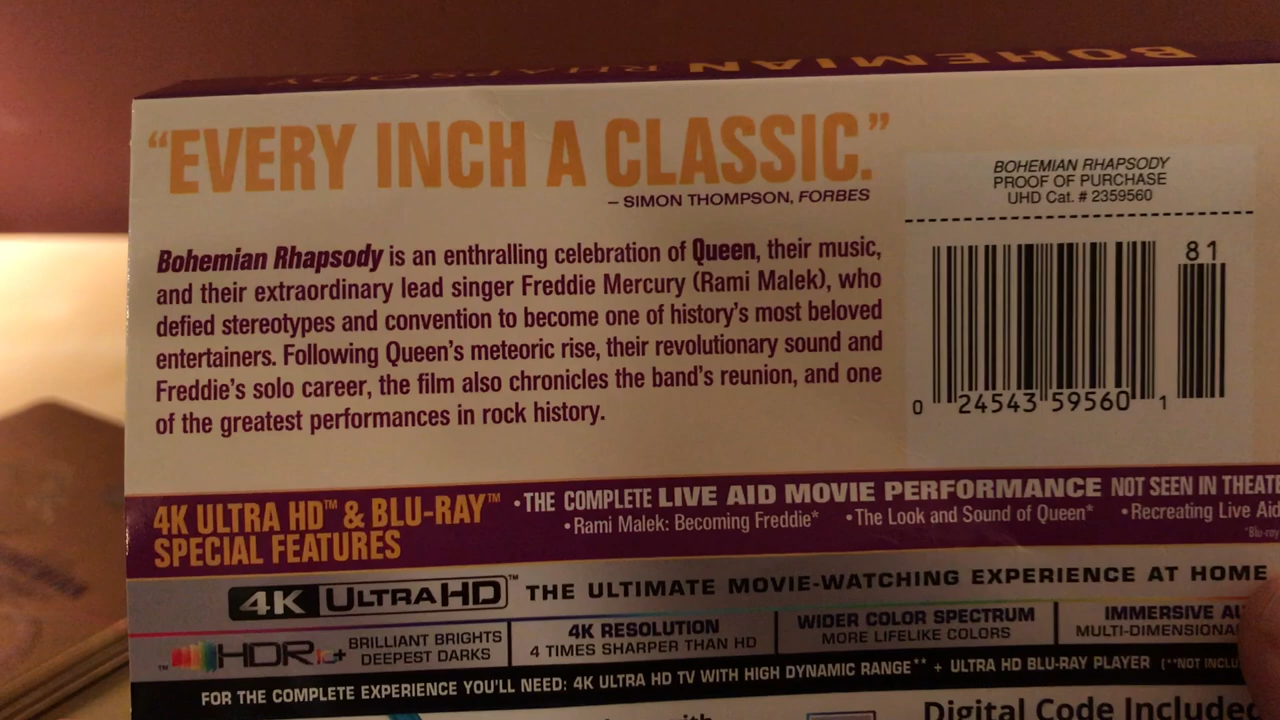 BOHEMIAN RHAPSODY
“EVERY INCH A CLASSIC.”
– SIMON THOMPSON, FORBES
Bohemian Rhapsody is an enthralling celebration of Queen, their music,
and their extraordinary lead singer Freddie Mercury (Rami Malek), who
defied stereotypes and convention to become one of history's most beloved
entertainers. Following Queen's meteoric rise, their revolutionary sound and
Freddie's solo career, the film also chronicles the band's reunion, and one
of the greatest performances in rock history.
BOHEMIAN RHAPSODY
PROOF OF PURCHASE
UHD Cat. # 2359560
81
0 24543 59560 1
4K ULTRA HD™ & BLU-RAY™
SPECIAL FEATURES
•THE COMPLETE LIVE AID MOVIE PERFORMANCE NOT SEEN IN
•Rami Malek: Becoming Freddie* •The Look and Sound of Queen* •Recreating Live Aid
*Blu-ray
4K ULTRA HD™ THE ULTIMATE MOVIE-WATCHING EXPERIENCE AT HOME
™ HDR10+ BRILLIANT BRIGHTS
DEEPEST DARKS
4K RESOLUTION
4 TIMES SHARPER THAN HD
WIDER COLOR SPECTRUM
MORE LIFELIKE COLORS
IMMERSIVE
MULTI-DIMENSIONAL
FOR THE COMPLETE EXPERIENCE YOU'LL NEED: 4K ULTRA HD TV WITH HIGH DYNAMIC RANGE** + ULTRA HD BLU-RAY PLAYER (**NOT
Digital Code Included